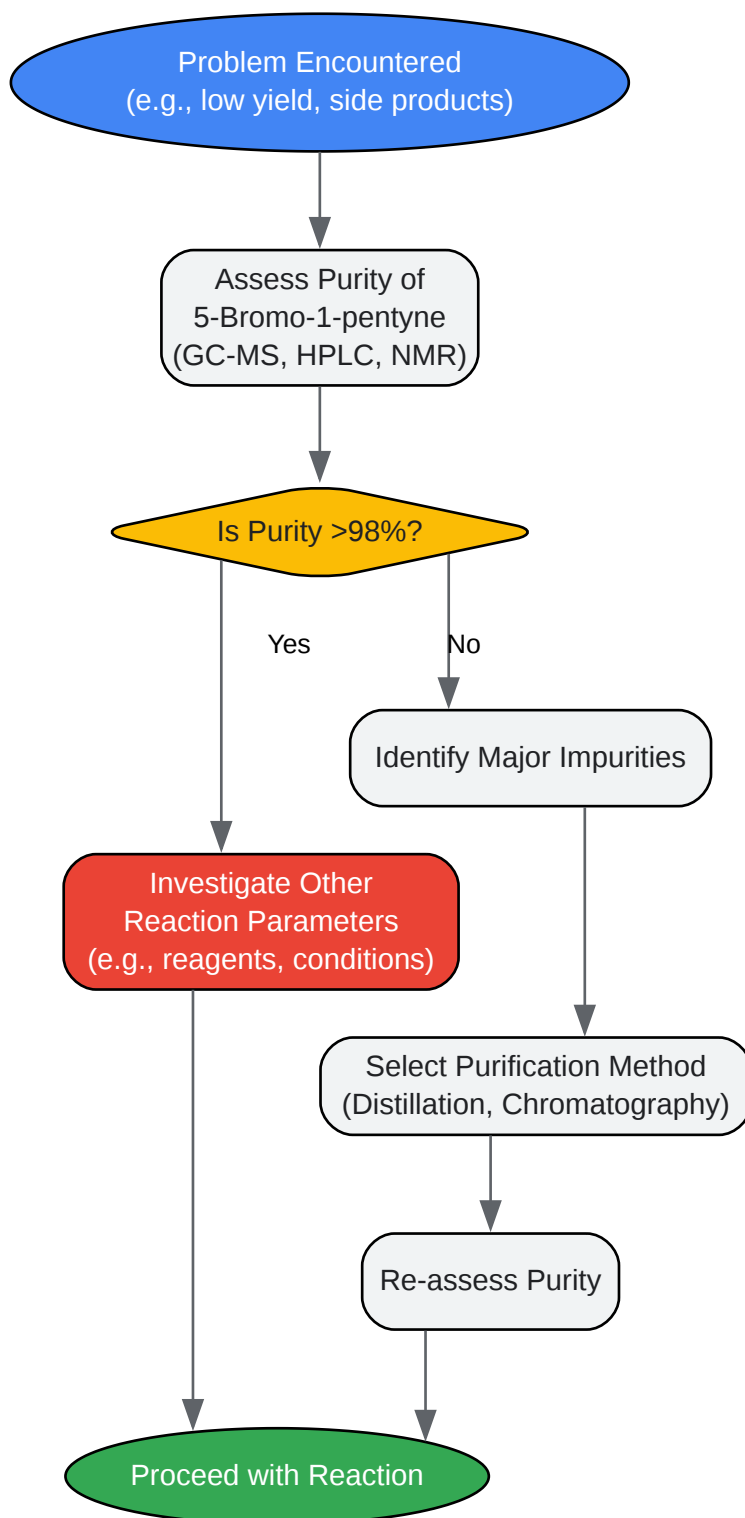 Problem Encountered
(e.g., low yield, side products)
Assess Purity of
5-Bromo-1-pentyne
(GC-MS, HPLC, NMR)
Is Purity >98%?
Yes
No
Identify Major Impurities
Investigate Other
Reaction Parameters
(e.g., reagents, conditions)
Select Purification Method
(Distillation, Chromatography)
Re-assess Purity
Proceed with Reaction